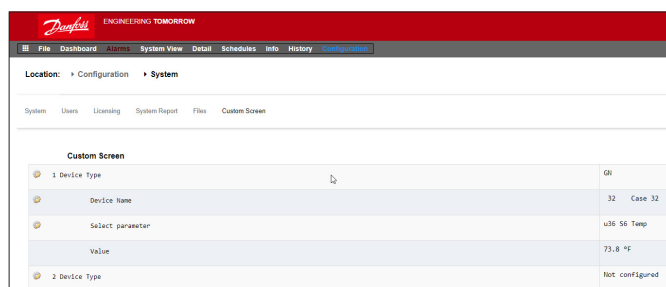 Danfoss ENGINEERING TOMORROW
File Dashboard Alarms System View Detail Schedules Info History Configuration
Location: Configuration System
System Users Licensing System Report Files Custom Screen
Custom Screen
1 Device Type GN
Device Name 32 Case 32
Select parameter u36 S6 Temp
Value 73.8 °F
2 Device Type Not configured